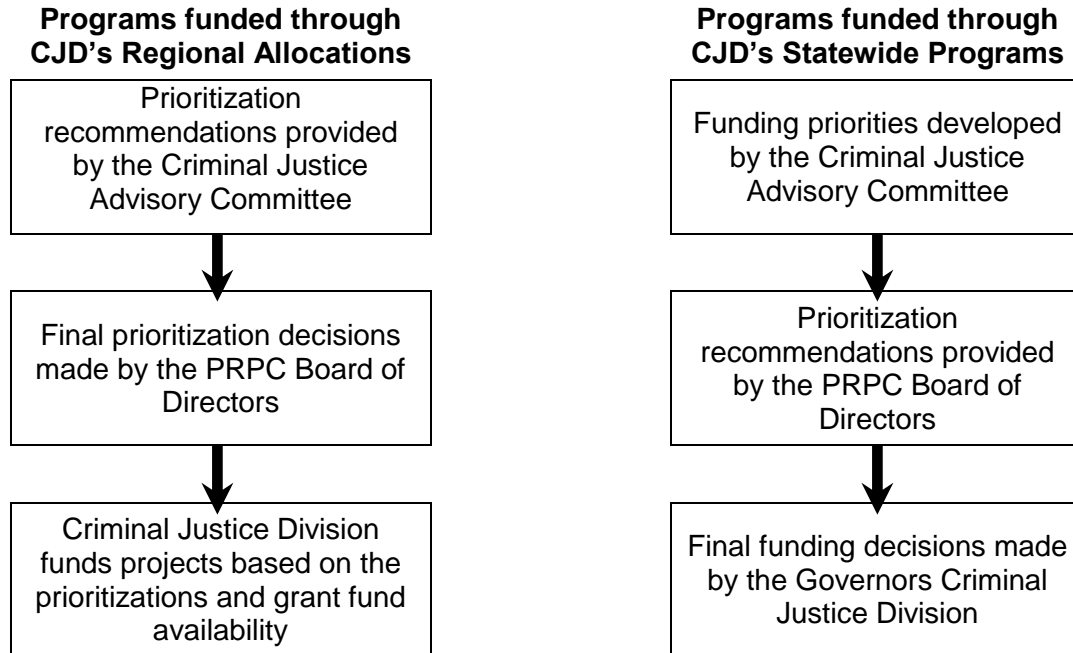 Programs funded through
CJD’s Regional Allocations
Prioritization
recommendations provided
by the Criminal Justice
Advisory Committee
Final prioritization decisions
made by the PRPC Board of
Directors
Criminal Justice Division
funds projects based on the
prioritizations and grant fund
availability
Programs funded through
CJD’s Statewide Programs
Funding priorities developed
by the Criminal Justice
Advisory Committee
Prioritization
recommendations provided
by the PRPC Board of
Directors
Final funding decisions made
by the Governors Criminal
Justice Division